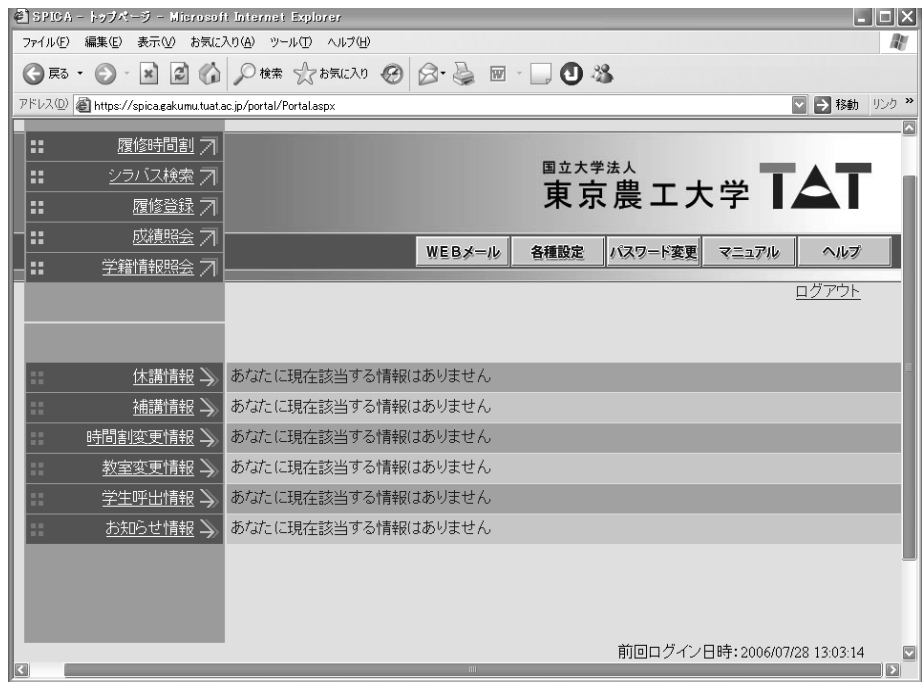 SPICA - トップページ - Microsoft Internet Explorer
ファイル(F) 編集(E) 表示(V) お気に入り(A) ツール(T) ヘルプ(H)
戻る 検索 お気に入り
アドレス(D) https://spica.gakumu.tuat.ac.jp/portal/Portal.aspx 移動 リンク »
履修時間割
シラバス検索
履修登録
成績照会
学籍情報照会
国立大学法人
東京農工大学 TAT
WEBメール 各種設定 パスワード変更 マニュアル ヘルプ
ログアウト
休講情報 あなたに現在該当する情報はありません
補講情報 あなたに現在該当する情報はありません
時間割変更情報 あなたに現在該当する情報はありません
教室変更情報 あなたに現在該当する情報はありません
学生呼出情報 あなたに現在該当する情報はありません
お知らせ情報 あなたに現在該当する情報はありません
前回ログイン日時：2006/07/28 13:03:14